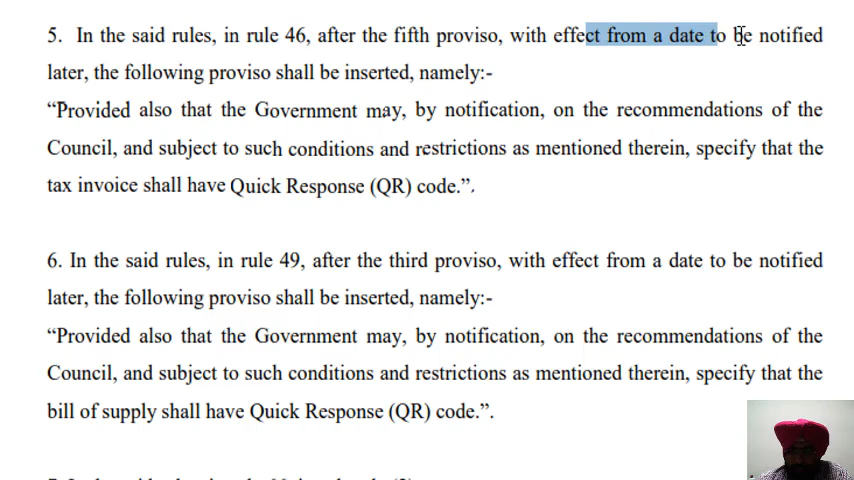 5. In the said rules, in rule 46, after the fifth proviso, with effect from a date to be notified
later, the following proviso shall be inserted, namely:-
“Provided also that the Government may, by notification, on the recommendations of the
Council, and subject to such conditions and restrictions as mentioned therein, specify that the
tax invoice shall have Quick Response (QR) code.”.
6. In the said rules, in rule 49, after the third proviso, with effect from a date to be notified
later, the following proviso shall be inserted, namely:-
“Provided also that the Government may, by notification, on the recommendations of the
Council, and subject to such conditions and restrictions as mentioned therein, specify that the
bill of supply shall have Quick Response (QR) code.”.